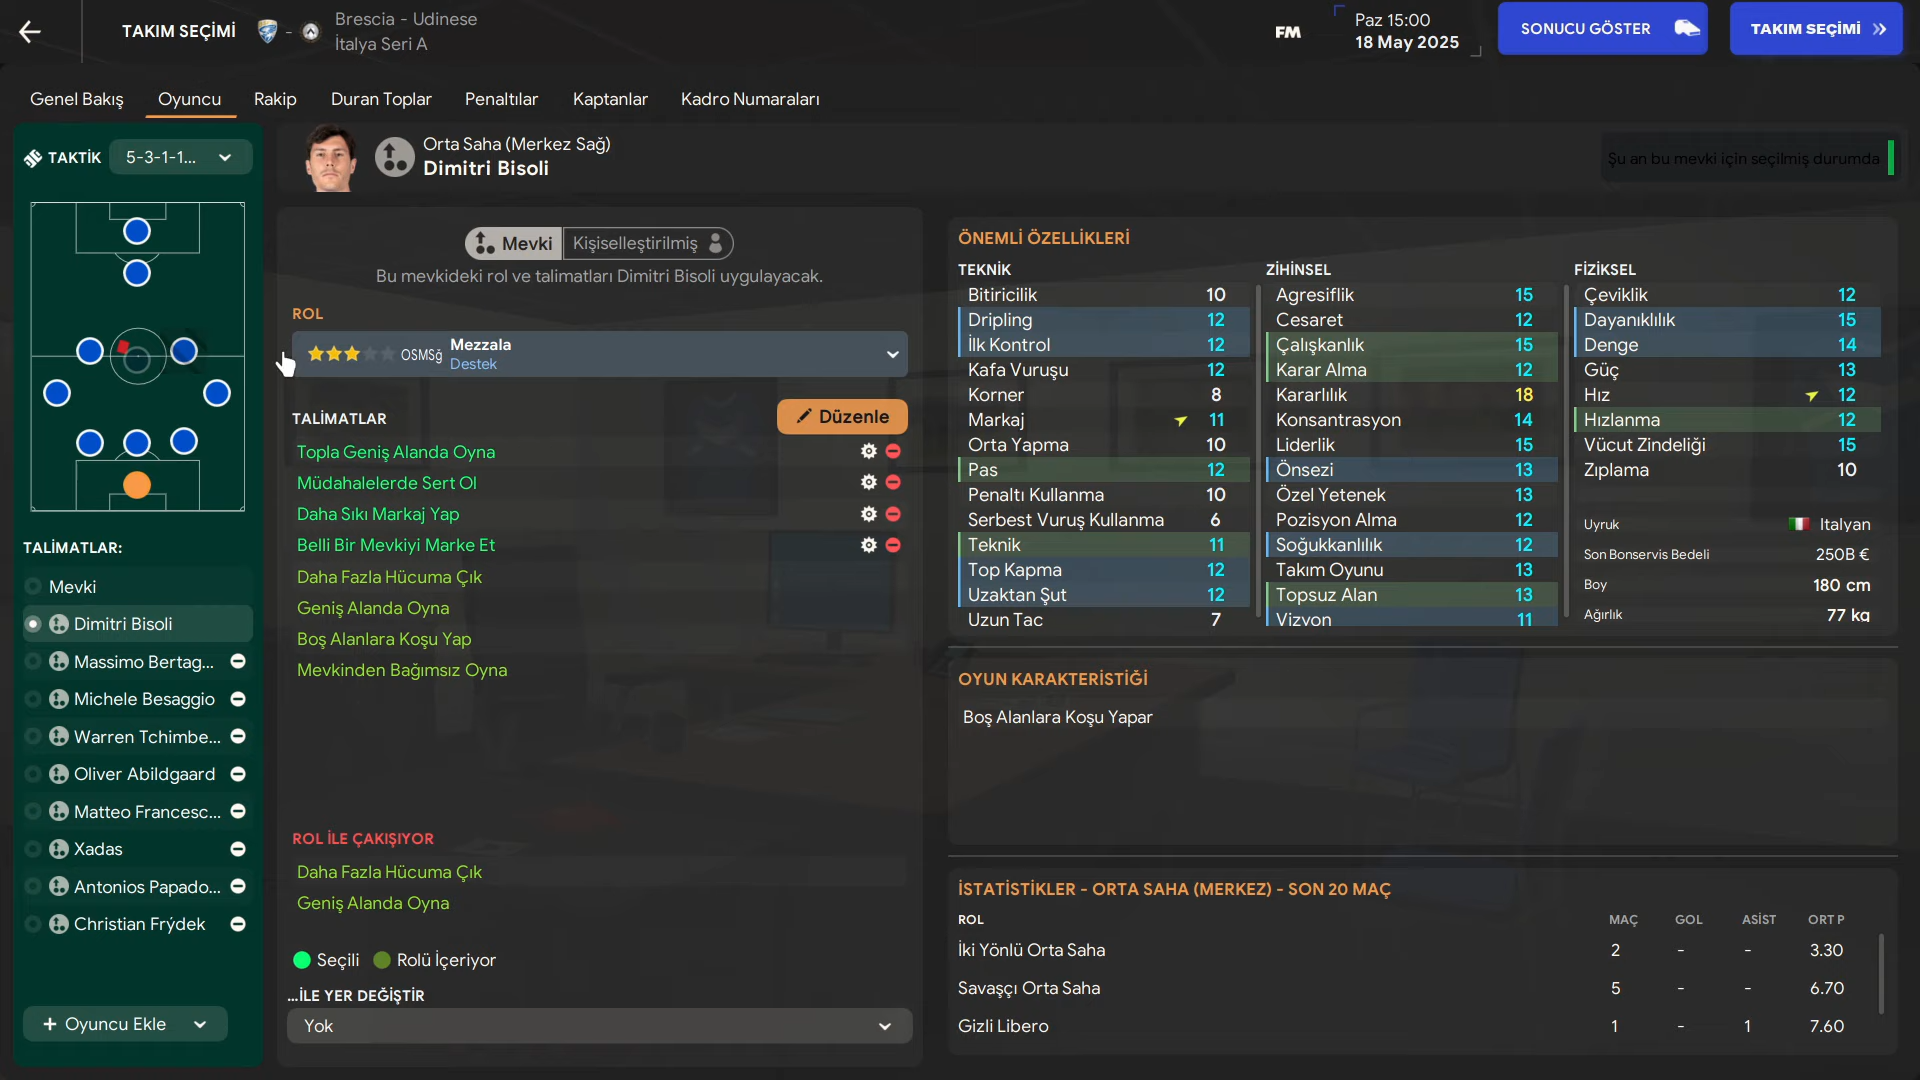 TAKIM SEÇİMİ
Brescia - Udinese
İtalya Seri A
FM
Paz 15:00
18 May 2025
SONUCU GÖSTER
TAKIM SEÇİMİ
Genel Bakış
Oyuncu
Rakip
Duran Toplar
Penaltılar
Kaptanlar
Kadro Numaraları
TAKTİK
5-3-1-1...
TALİMATLAR:
Mevki
Dimitri Bisoli
Massimo Bertag...
Michele Besaggio
Warren Tchimbe...
Oliver Abildgaard
Matteo Francesc...
Xadas
Antonios Papado...
Christian Frýdek
Oyuncu Ekle
Orta Saha (Merkez Sağ)
Dimitri Bisoli
Şu an bu mevki için seçilmiş durumda
Mevki
Kişiselleştirilmiş
Bu mevkideki rol ve talimatları Dimitri Bisoli uygulayacak.
ROL
OSMSğ
Mezzala
Destek
TALİMATLAR
Düzenle
Topla Geniş Alanda Oyna
Müdahalelerde Sert Ol
Daha Sıkı Markaj Yap
Belli Bir Mevkiyi Marke Et
Daha Fazla Hücuma Çık
Geniş Alanda Oyna
Boş Alanlara Koşu Yap
Mevkinden Bağımsız Oyna
ROL İLE ÇAKIŞIYOR
Daha Fazla Hücuma Çık
Geniş Alanda Oyna
Seçili
Rolü İçeriyor
...İLE YER DEĞİŞTİR
Yok
ÖNEMLİ ÖZELLİKLERİ
TEKNİK
Bitiricilik 10
Dripling 12
İlk Kontrol 12
Kafa Vuruşu 12
Korner 8
Markaj 11
Orta Yapma 10
Pas 12
Penaltı Kullanma 10
Serbest Vuruş Kullanma 6
Teknik 11
Top Kapma 12
Uzaktan Şut 12
Uzun Taç 7
ZİHİNSEL
Agresiflik 15
Cesaret 12
Çalışkanlık 15
Karar Alma 12
Kararlılık 18
Konsantrasyon 14
Liderlik 15
Önsezi 13
Özel Yetenek 13
Pozisyon Alma 12
Soğukkanlılık 12
Takım Oyunu 13
Topsuz Alan 13
Vizyon 11
FİZİKSEL
Çeviklik 12
Dayanıklılık 15
Denge 14
Güç 13
Hız 12
Hızlanma 12
Vücut Zindeliği 15
Zıplama 10
Uyruk Italyan
Son Bonservis Bedeli 250B €
Boy 180 cm
Ağırlık 77 kg
OYUN KARAKTERİSTİĞİ
Boş Alanlara Koşu Yapar
İSTATİSTİKLER - ORTA SAHA (MERKEZ) - SON 20 MAÇ
ROL MAÇ GOL ASİST ORT P
İki Yönlü Orta Saha 2 - - 3.30
Savaşçı Orta Saha 5 - - 6.70
Gizli Libero 1 - 1 7.60